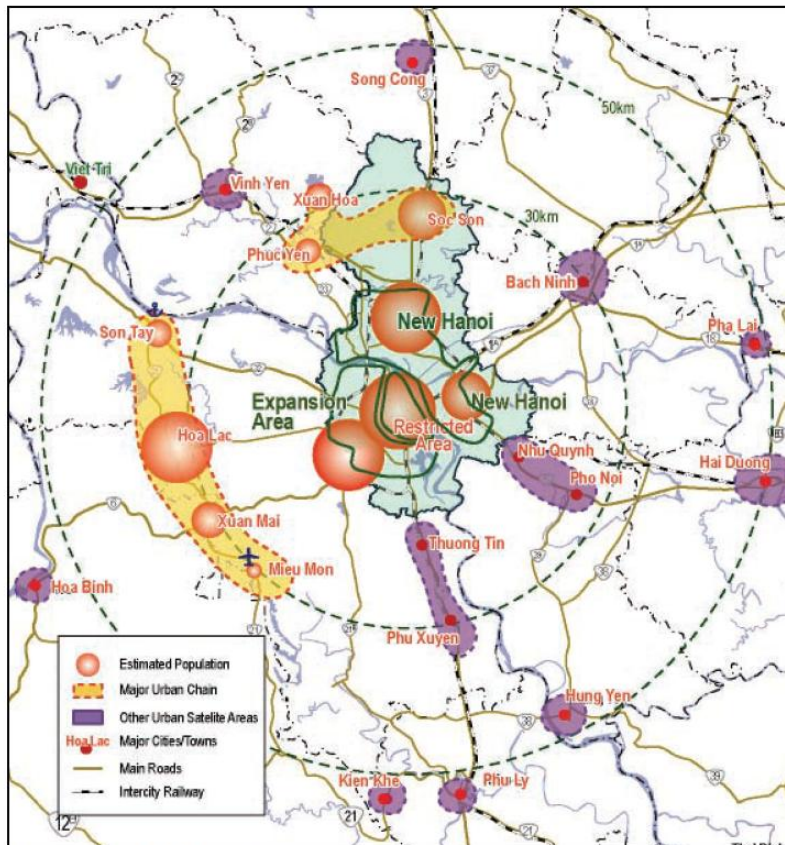 Song Cong
50km
Viet Tri
Vinh Yen
Xuan Hoa
Soc Son
30km
Phuc Yen
Bach Ninh
New Hanoi
Pha Lai
Son Tay
18
Expansion
Area
New Hanoi
Restricted
Area
Hoa Lac
Nhu Quynh
Hai Duong
Pho Noi
Xuan Mai
Thuong Tin
Mieu Mon
Hoa Binh
Phu Xuyen
Estimated Population
Major Urban Chain
Other Urban Satelite Areas
Hoa Lac
Major Cities/Towns
Main Roads
Intercity Railway
Hung Yen
38
39
Kien Khe
Phu Ly
12
21
21